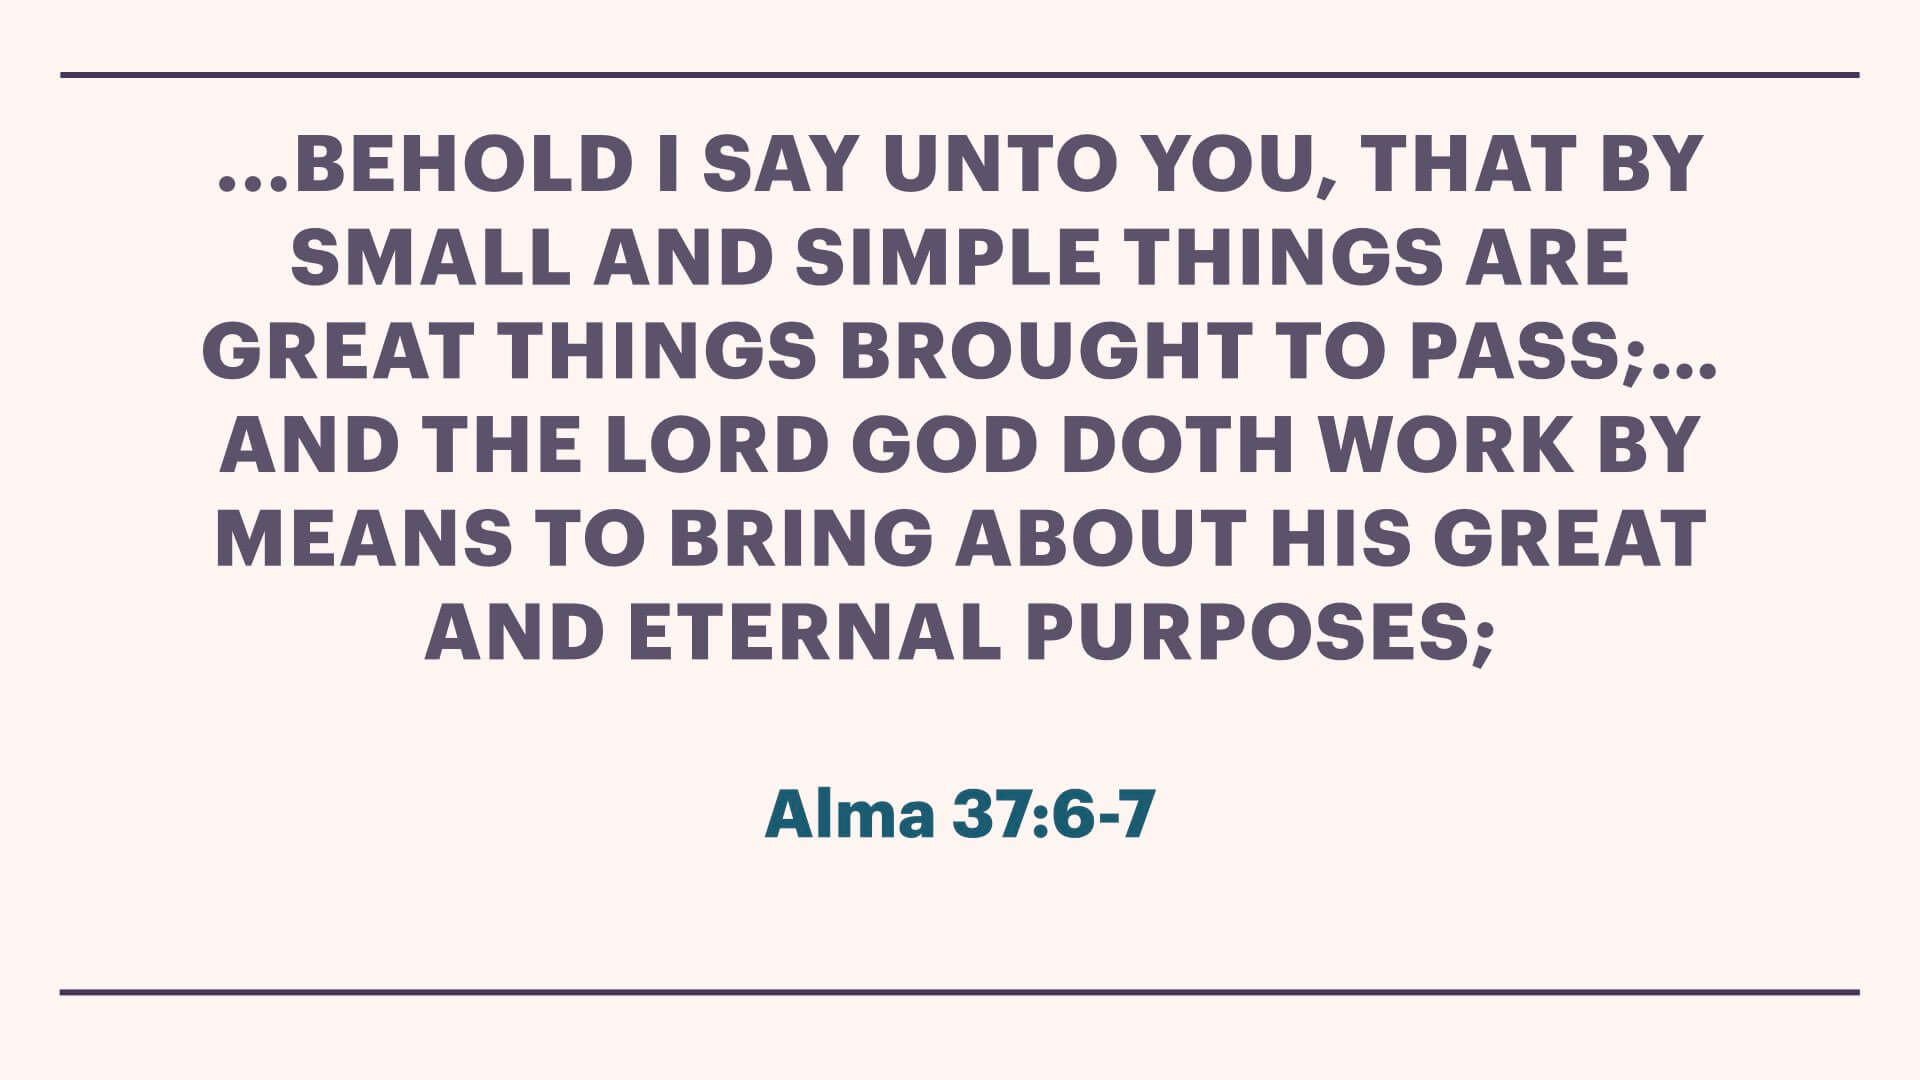 ...BEHOLD I SAY UNTO YOU, THAT BY
SMALL AND SIMPLE THINGS ARE
GREAT THINGS BROUGHT TO PASS;...
AND THE LORD GOD DOTH WORK BY
MEANS TO BRING ABOUT HIS GREAT
AND ETERNAL PURPOSES;
Alma 37:6-7